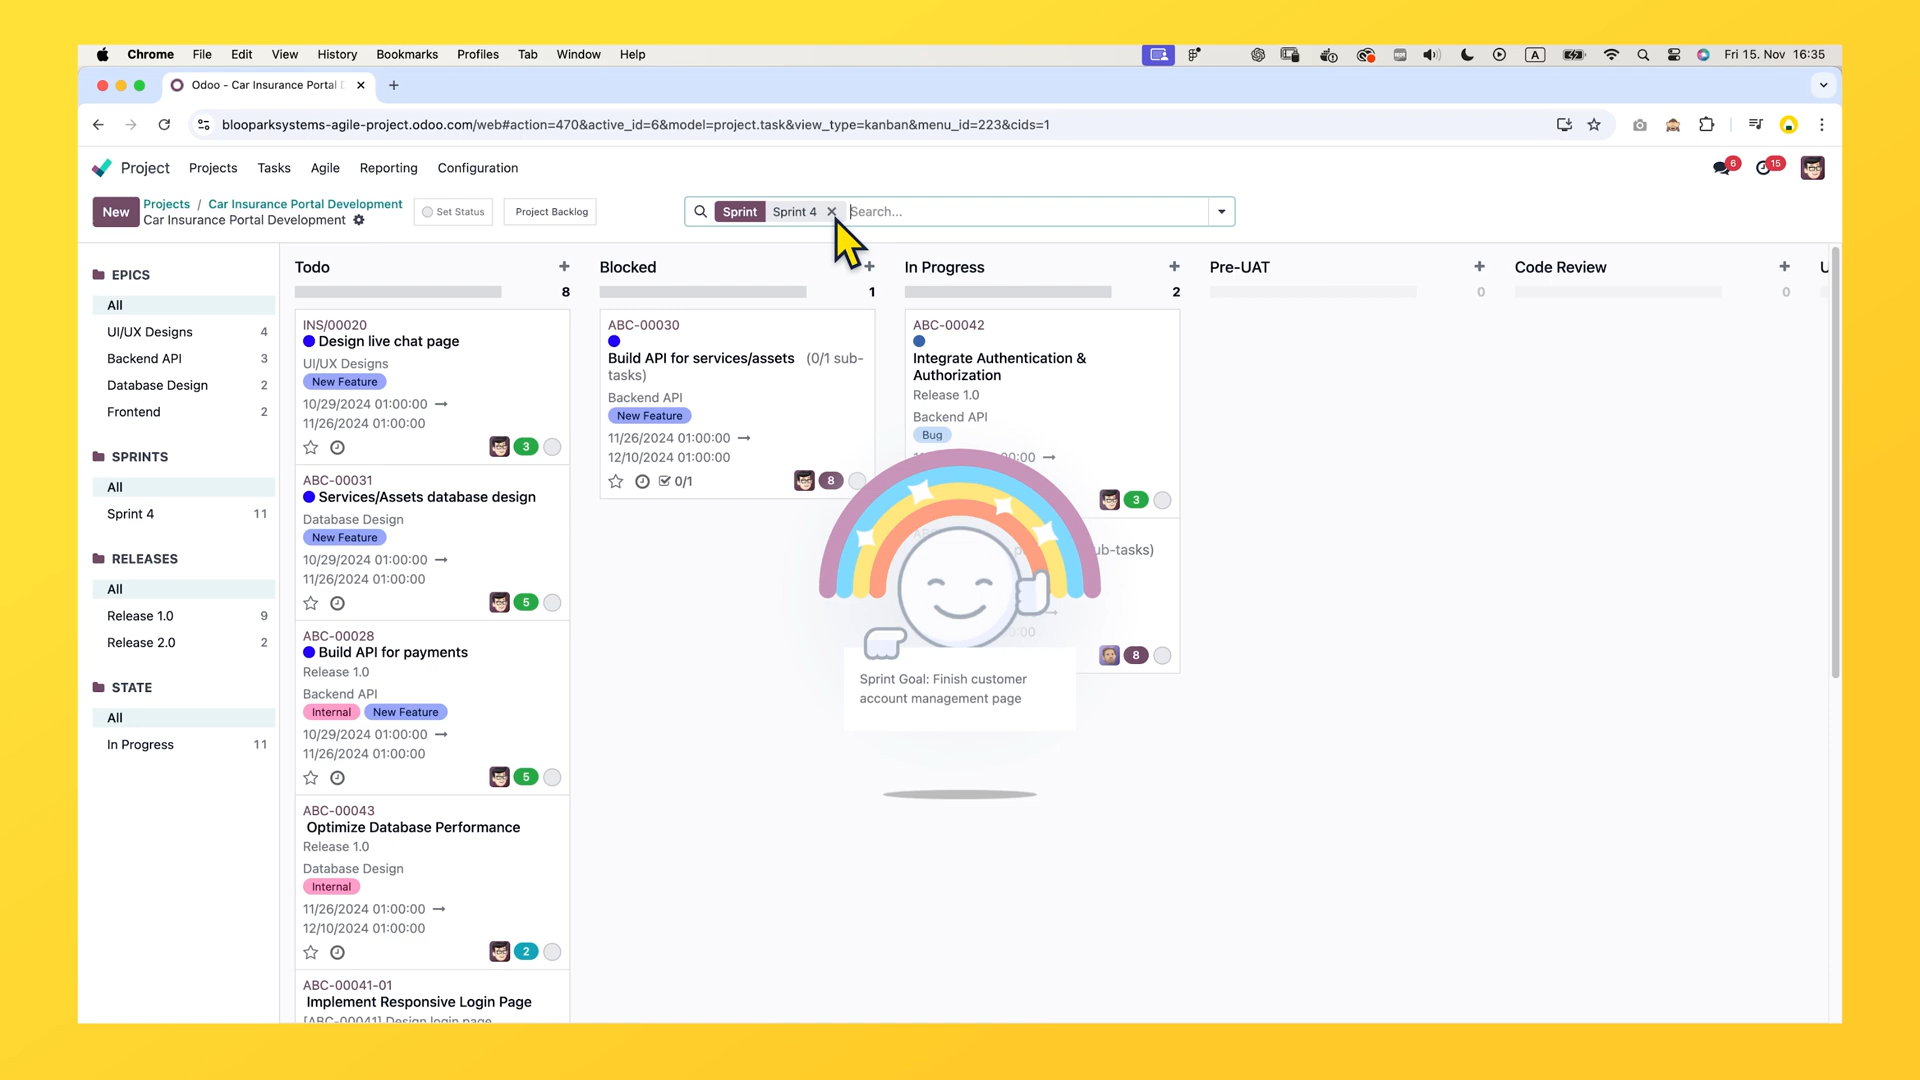 Chrome File Edit View History Bookmarks Profiles Tab Window Help
A
Fri 15. Nov 16:35
Odoo - Car Insurance Portal
blooparksystems-agile-project.odoo.com/web#action=470&active_id=6&model=project.task&view_type=kanban&menu_id=223&cids=1
Project Projects Tasks Agile Reporting Configuration
6
15
New
Projects / Car Insurance Portal Development
Car Insurance Portal Development
Set Status
Project Backlog
Sprint Sprint 4
Search...
EPICS
All
UI/UX Designs 4
Backend API 3
Database Design 2
Frontend 2
SPRINTS
All
Sprint 4 11
RELEASES
All
Release 1.0 9
Release 2.0 2
STATE
All
In Progress 11
Todo
8
INS/00020
Design live chat page
UI/UX Designs
New Feature
10/29/2024 01:00:00
11/26/2024 01:00:00
3
ABC-00031
Services/Assets database design
Database Design
New Feature
10/29/2024 01:00:00
11/26/2024 01:00:00
5
ABC-00028
Build API for payments
Release 1.0
Backend API
Internal New Feature
10/29/2024 01:00:00
11/26/2024 01:00:00
5
ABC-00043
Optimize Database Performance
Release 1.0
Database Design
Internal
11/26/2024 01:00:00
12/10/2024 01:00:00
2
ABC-00041-01
Implement Responsive Login Page
[ABC-00041] Design login page
Blocked
1
ABC-00030
Build API for services/assets (0/1 sub-
tasks)
Backend API
New Feature
11/26/2024 01:00:00
12/10/2024 01:00:00
0/1
8
In Progress
2
ABC-00042
Integrate Authentication &
Authorization
Release 1.0
Backend API
Bug
3
8
Pre-UAT
0
Code Review
0
Sprint Goal: Finish customer
account management page